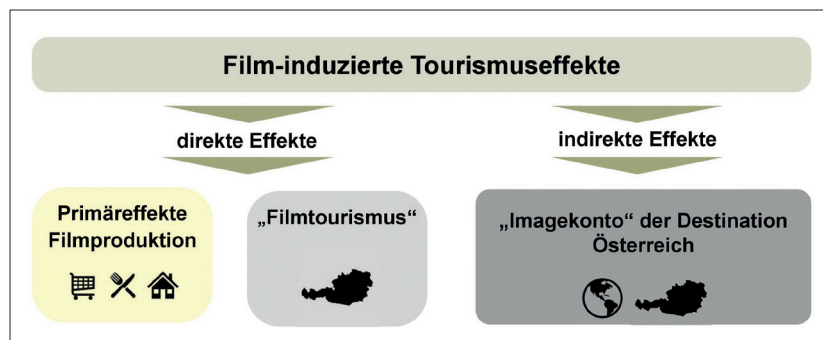 Film-induzierte Tourismuseffekte
direkte Effekte
indirekte Effekte
Primäreffekte
Filmproduktion
„Filmtourismus“
„Imagekonto“ der Destination
Österreich